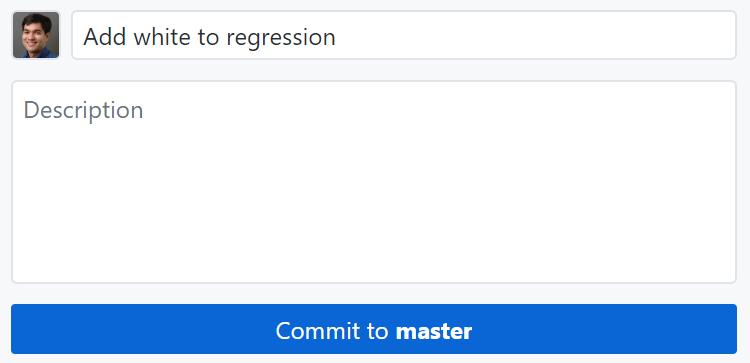 Add white to regression
Description
Commit to master